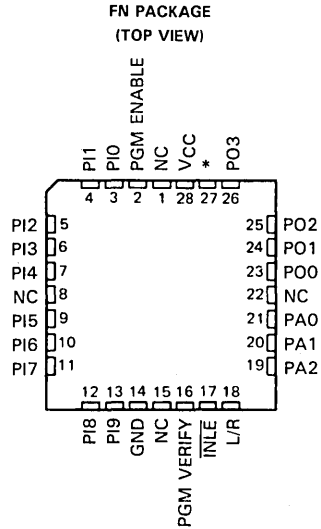 FN PACKAGE
(TOP VIEW)
PI1 PI0 PGM ENABLE NC VCC * PO3
4 3 2 1 28 27 26
PI2 5 25 PO2
PI3 6 24 PO1
PI4 7 23 PO0
NC 8 22 NC
PI5 9 21 PA0
PI6 10 20 PA1
PI7 11 19 PA2
12 13 14 15 16 17 18
PI8 PI9 GND NC PGM VERIFY INLE L/R